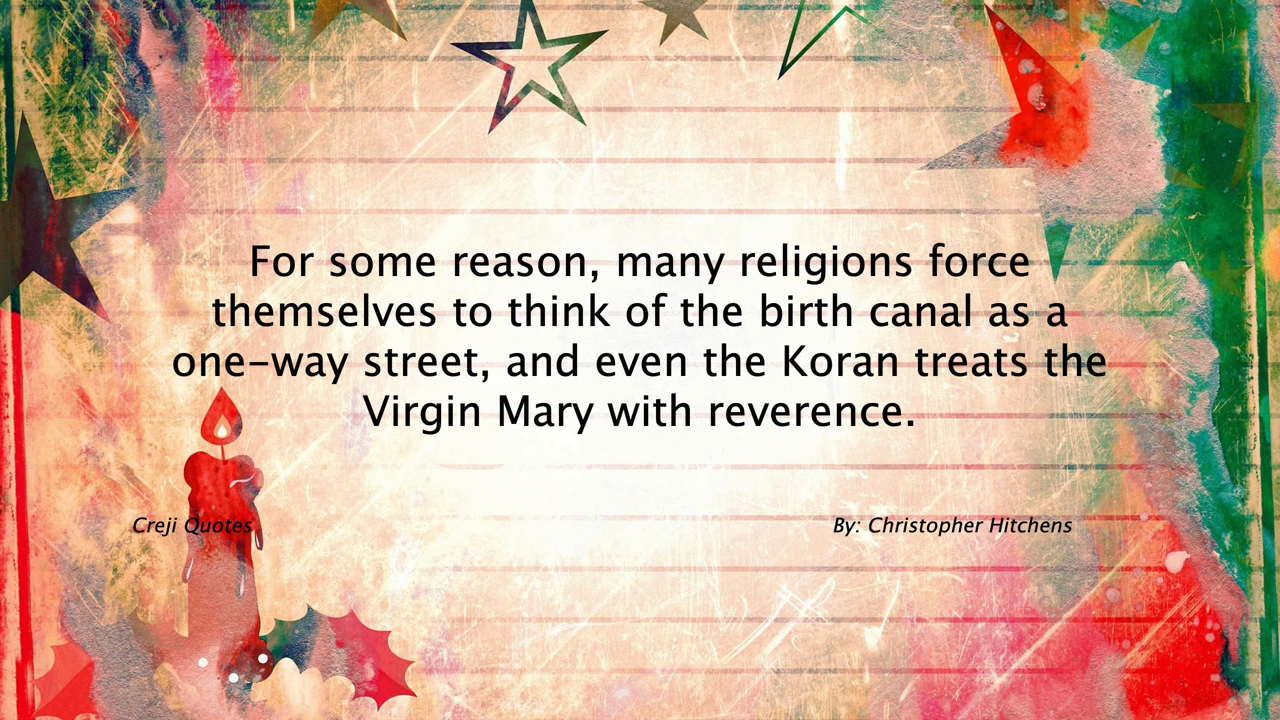 For some reason, many religions force
themselves to think of the birth canal as a
one-way street, and even the Koran treats the
Virgin Mary with reverence.
Creji Quotes
By: Christopher Hitchens